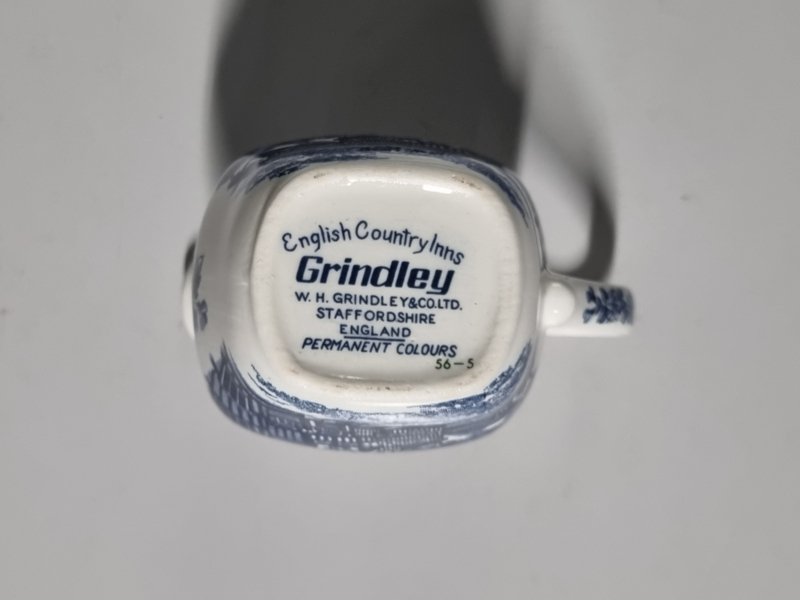 English Country Inns
Grindley
W. H. GRINDLEY & CO. LTD.
STAFFORDSHIRE
ENGLAND
PERMANENT COLOURS
56-5